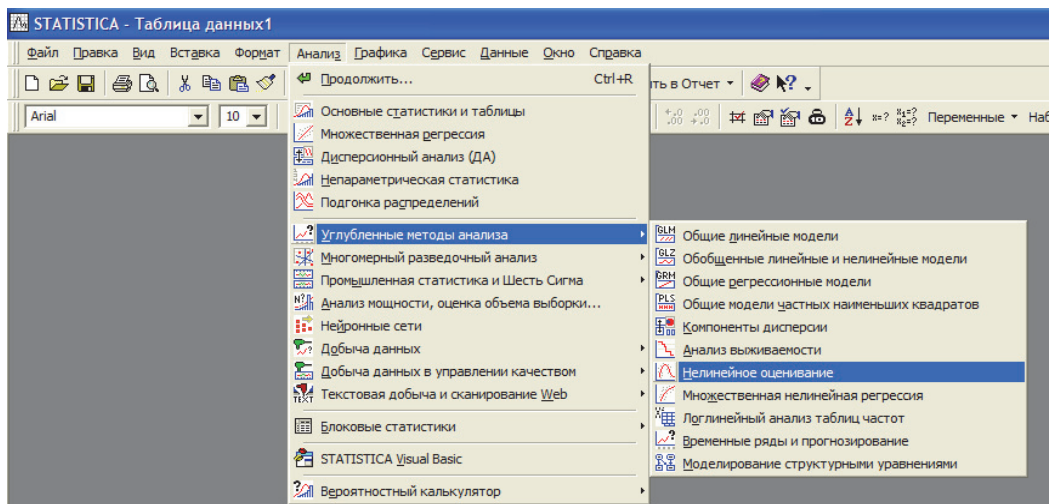 STATISTICA - Таблица данных1
Файл Правка Вид Вставка Формат Анализ Графика Сервис Данные Окно Справка
Продолжить... Ctrl+R
ть в Отчет
Arial 10
Переменные Наб
Основные статистики и таблицы
Множественная регрессия
Дисперсионный анализ (ДА)
Непараметрическая статистика
Подгонка распределений
Углубленные методы анализа
Многомерный разведочный анализ
Промышленная статистика и Шесть Сигма
Анализ мощности, оценка объема выборки...
Нейронные сети
Добыча данных
Добыча данных в управлении качеством
Текстовая добыча и сканирование Web
Блоковые статистики
STATISTICA Visual Basic
Вероятностный калькулятор
GLM Общие линейные модели
GLZ Обобщенные линейные и нелинейные модели
GRM Общие регрессионные модели
PLS Общие модели частных наименьших квадратов
Компоненты дисперсии
Анализ выживаемости
Нелинейное оценивание
Множественная нелинейная регрессия
Логлинейный анализ таблиц частот
Временные ряды и прогнозирование
Моделирование структурными уравнениями